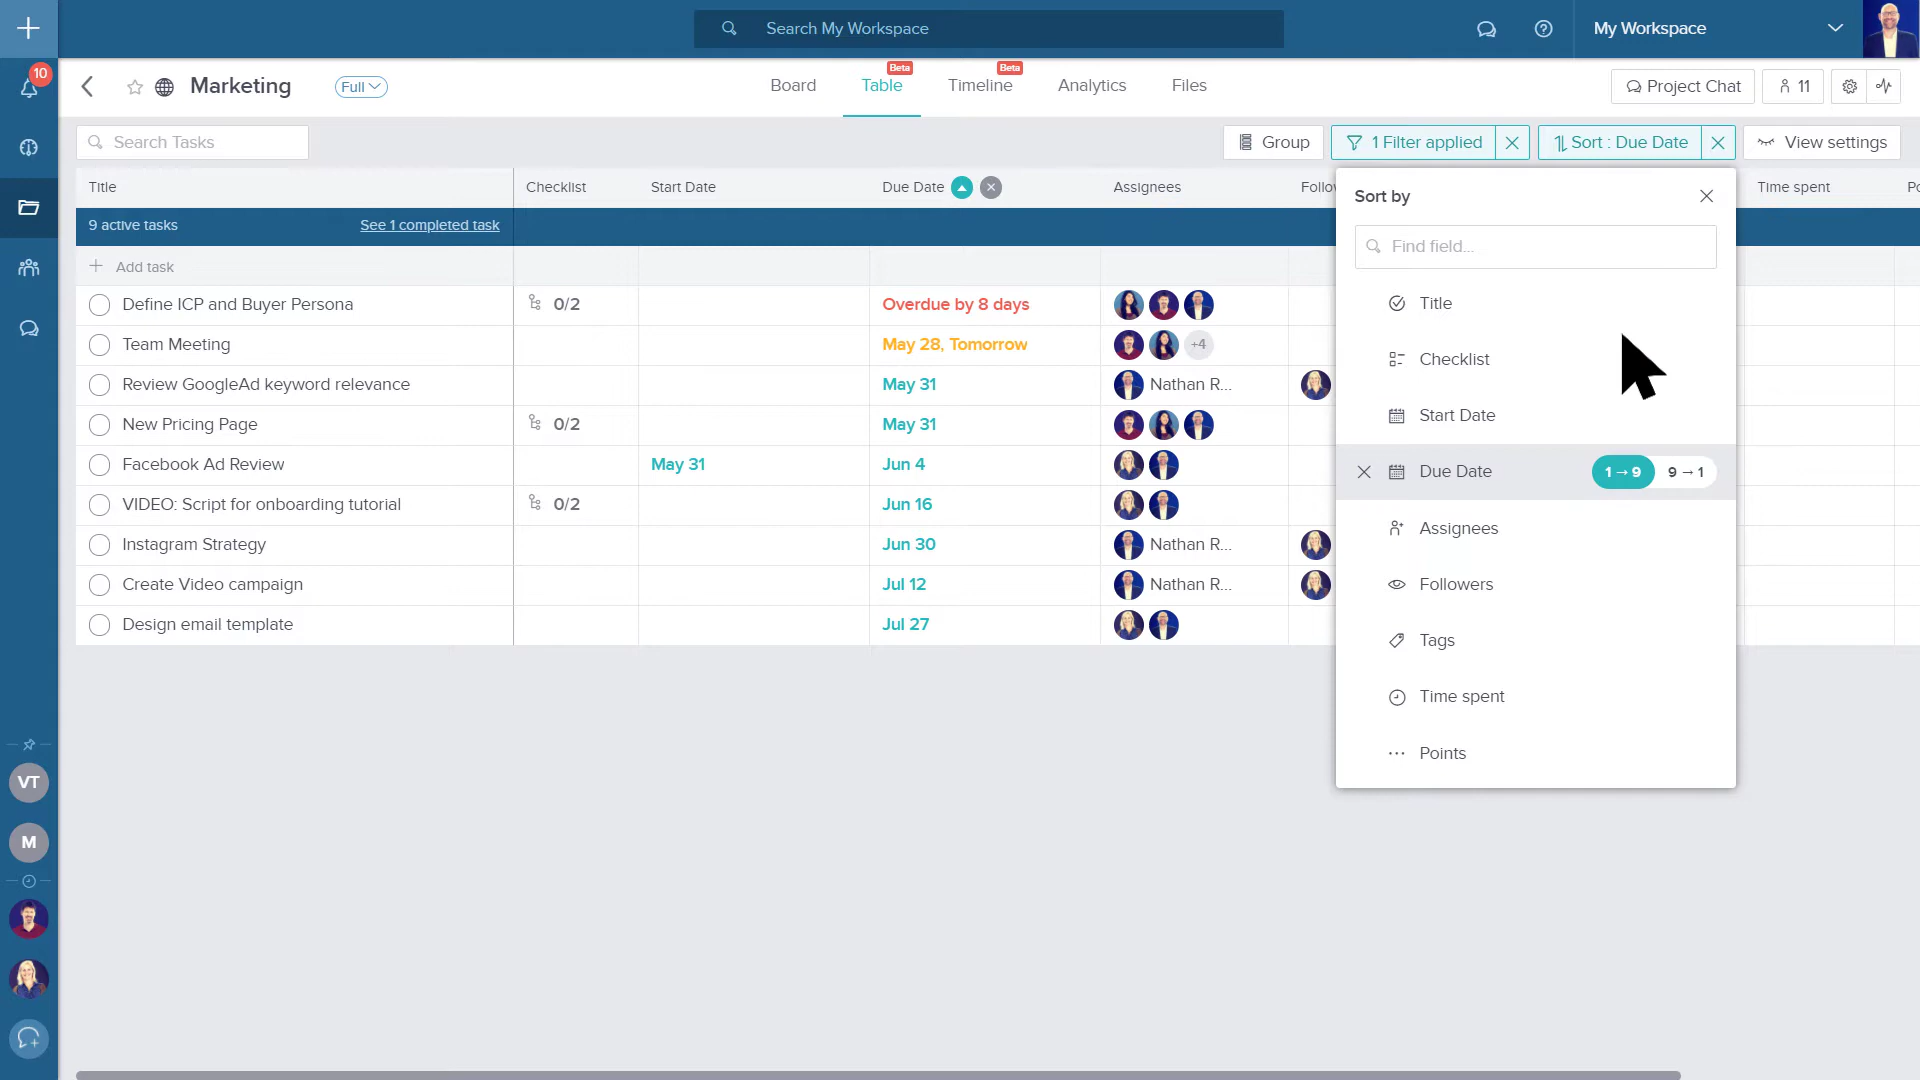 Search My Workspace
My Workspace
10
Marketing
Full
Board
Table
Beta
Timeline
Beta
Analytics
Files
Project Chat
11
Search Tasks
Group
1 Filter applied
Sort : Due Date
View settings
Title
Checklist
Start Date
Due Date
Assignees
Follo
Time spent
Po
9 active tasks
See 1 completed task
Add task
Define ICP and Buyer Persona
0/2
Overdue by 8 days
Team Meeting
May 28, Tomorrow
+4
Review GoogleAd keyword relevance
May 31
Nathan R...
New Pricing Page
0/2
May 31
Facebook Ad Review
May 31
Jun 4
VIDEO: Script for onboarding tutorial
0/2
Jun 16
Instagram Strategy
Jun 30
Nathan R...
Create Video campaign
Jul 12
Nathan R...
Design email template
Jul 27
Sort by
Find field...
Title
Checklist
Start Date
Due Date
1 → 9
9 → 1
Assignees
Followers
Tags
Time spent
Points
VT
M